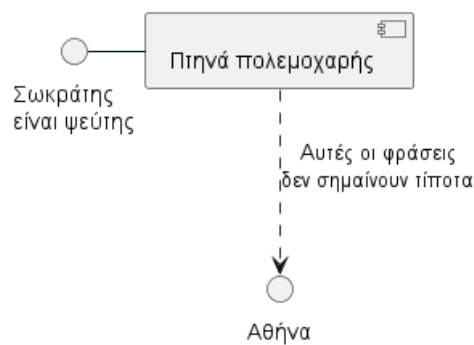 Πτηνά πολεμοχαρής
Σωκράτης
είναι ψεύτης
Αυτές οι φράσεις
δεν σημαίνουν τίποτα
Αθήνα